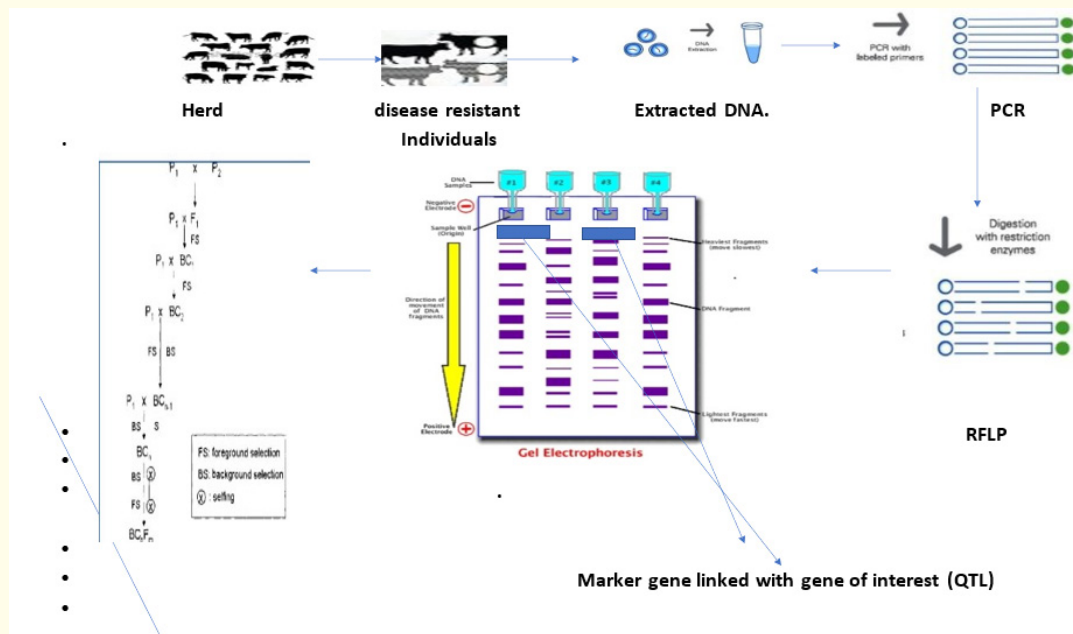 Herd
disease resistant
Individuals
DNA
Extraction
Extracted DNA.
PCR with
labeled primers
PCR
Digestion
with restriction
enzymes
RFLP
DNA
Samples
#1
#2
#3
#4
Negative
Electrode
Sample Well
(Origin)
Heaviest Fragments
(move slowest)
Direction of
movement
of DNA
fragments
DNA Fragment
Lightest Fragments
(move fastest)
Positive
Electrode
Gel Electrophoresis
Marker gene linked with gene of interest (QTL)
P1 x P2
P1 x F1
FS
P1 x BC1
FS
P1 x BC2
FS BS
P1 x
BS S
BS
FS
FS: foreground selection
BS: background selection
ⓧ : selfing